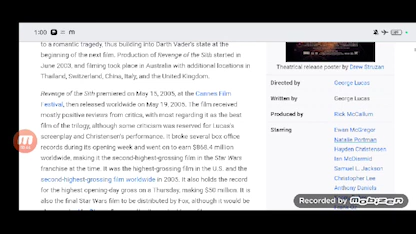 1:00
m
to a romantic tragedy, thus building into Darth Vader's state at the
beginning of the next film. Production of Revenge of the Sith started in
June 2003, and filming took place in Australia with additional locations in
Thailand, Switzerland, China, Italy, and the United Kingdom.
Revenge of the Sith premiered on May 15, 2005, at the Cannes Film
Festival, then released worldwide on May 19, 2005. The film received
mostly positive reviews from critics, with most regarding it as the best
film of the trilogy, although some criticism was reserved for Lucas's
screenplay and Christensen's performance. It broke several box office
records during its opening week and went on to earn $868.4 million
worldwide, making it the second-highest-grossing film in the Star Wars
franchise at the time. It was the highest-grossing film in the U.S. and the
second-highest-grossing film worldwide in 2005. It also holds the
record for the highest opening-day gross on a Thursday, making $50 million. It is
also the final Star Wars film to be distributed by Fox, although it would be
Theatrical release poster by Drew Struzan
Directed by George Lucas
Written by George Lucas
Produced by Rick McCallum
Starring Ewan McGregor
Natalie Portman
Hayden Christensen
Ian McDiarmid
Samuel L. Jackson
Christopher Lee
Anthony Daniels
Recorded by mobizen